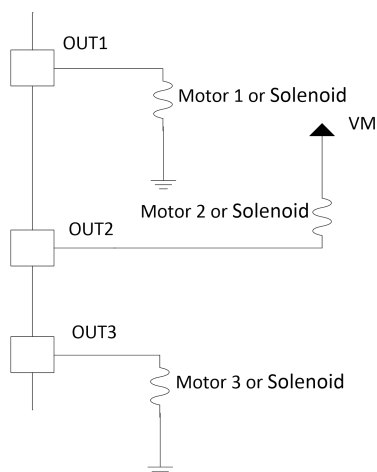 OUT1
Motor 1 or Solenoid
VM
Motor 2 or Solenoid
OUT2
OUT3
Motor 3 or Solenoid